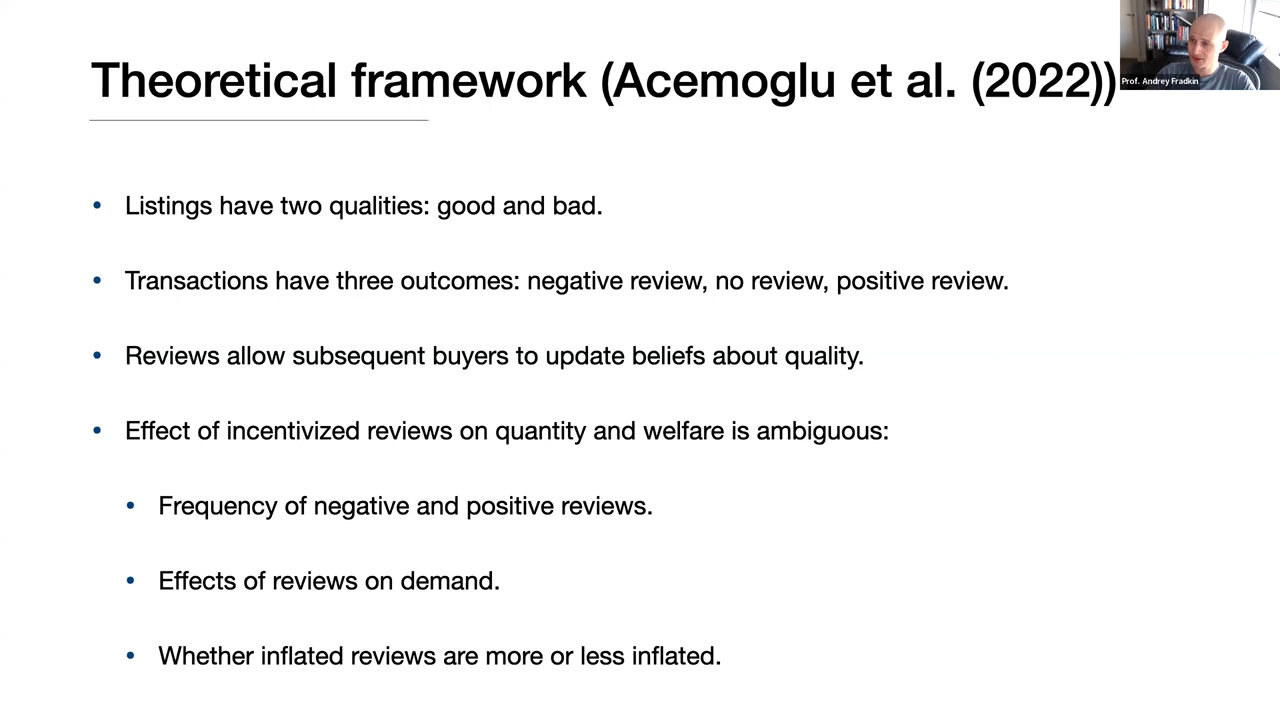 Theoretical framework (Acemoglu et al. (2022))
Prof. Andrey Fradkin
• Listings have two qualities: good and bad.
• Transactions have three outcomes: negative review, no review, positive review.
• Reviews allow subsequent buyers to update beliefs about quality.
• Effect of incentivized reviews on quantity and welfare is ambiguous:
• Frequency of negative and positive reviews.
• Effects of reviews on demand.
• Whether inflated reviews are more or less inflated.